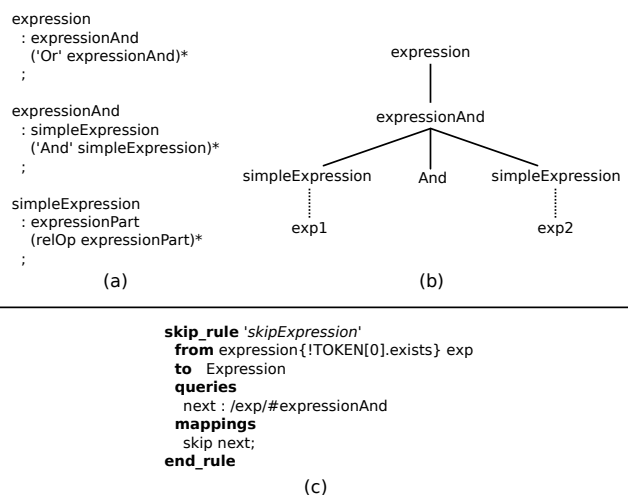 expression
: expressionAnd
('Or' expressionAnd)*
;
expressionAnd
: simpleExpression
('And' simpleExpression)*
;
simpleExpression
: expressionPart
(relOp expressionPart)*
;
(a)
expression
expressionAnd
simpleExpression And simpleExpression
exp1 exp2
(b)
skip_rule 'skipExpression'
from expression{!TOKEN[0].exists} exp
to Expression
queries
next : /exp/#expressionAnd
mappings
skip next;
end_rule
(c)